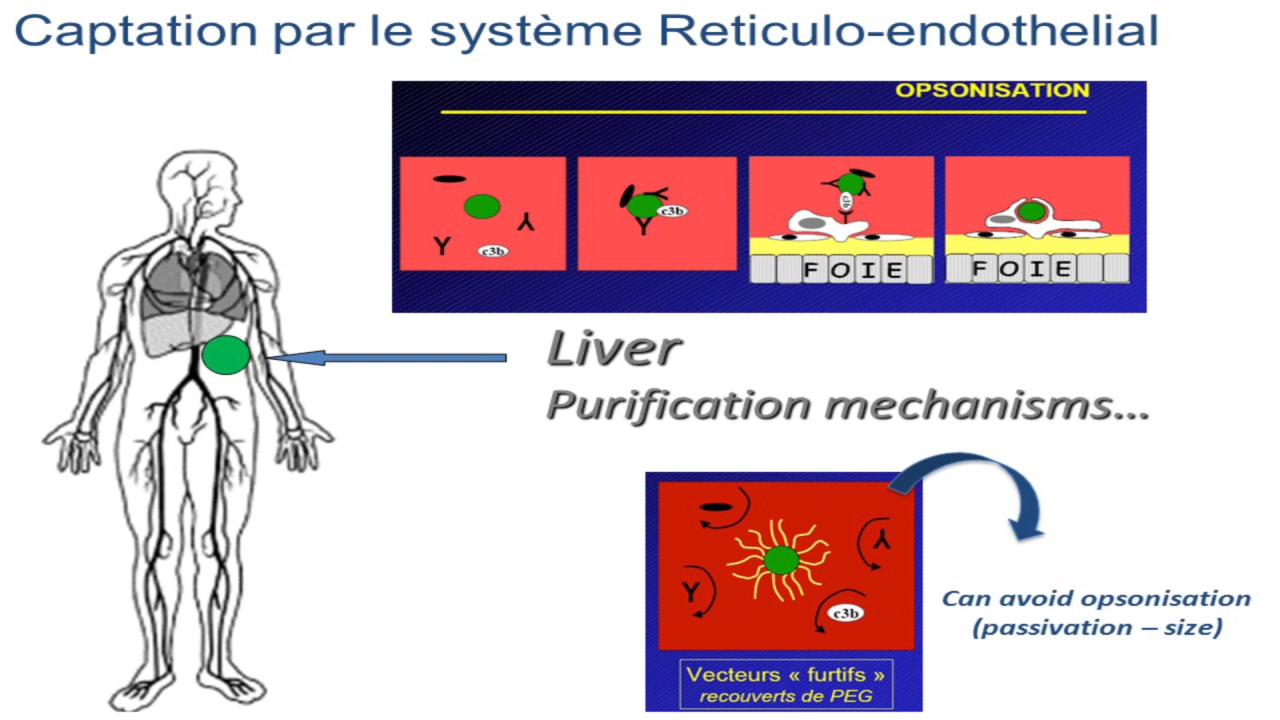 Captation par le système Reticulo-endothelial
OPSONISATION
Y
Y
c3b
c3b
c3b
FOIE
FOIE
Liver
Purification mechanisms...
Y
Y
c3b
Can avoid opsonisation
(passivation – size)
Vecteurs « furtifs »
recouverts de PEG